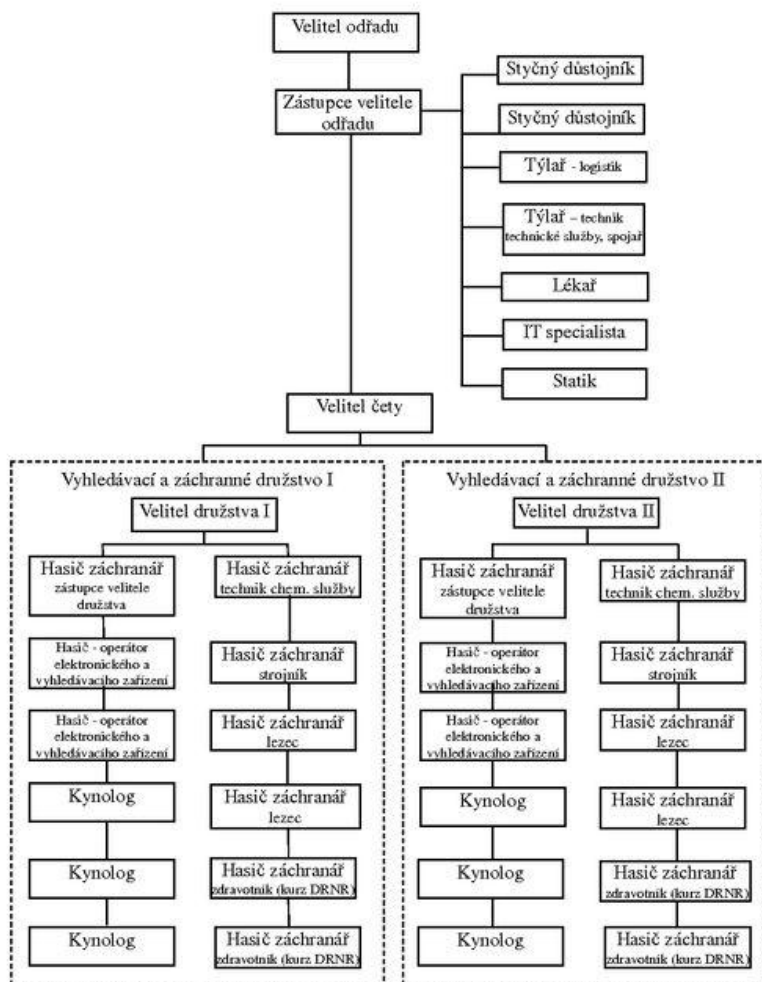 Velitel odřadu
Zástupce velitele
odřadu
Styčný důstojník
Styčný důstojník
Týlař - logistik
Týlař – technik
technické služby, spojař
Lékař
IT specialista
Statik
Velitel čety
Vyhledávací a záchranné družstvo I
Velitel družstva I
Hasič záchranář
zástupce velitele
družstva
Hasič - operátor
elektronického a
vyhledávacího zařízení
Hasič - operátor
elektronického a
vyhledávacího zařízení
Kynolog
Kynolog
Kynolog
Hasič záchranář
technik chem. služby
Hasič záchranář
strojník
Hasič záchranář
lezec
Hasič záchranář
lezec
Hasič záchranář
zdravotník (kurz DRNR)
Hasič záchranář
zdravotník (kurz DRNR)
Vyhledávací a záchranné družstvo II
Velitel družstva II
Hasič záchranář
zástupce velitele
družstva
Hasič - operátor
elektronického a
vyhledávacího zařízení
Hasič - operátor
elektronického a
vyhledávacího zařízení
Kynolog
Kynolog
Kynolog
Hasič záchranář
technik chem. služby
Hasič záchranář
strojník
Hasič záchranář
lezec
Hasič záchranář
lezec
Hasič záchranář
zdravotník (kurz DRNR)
Hasič záchranář
zdravotník (kurz DRNR)